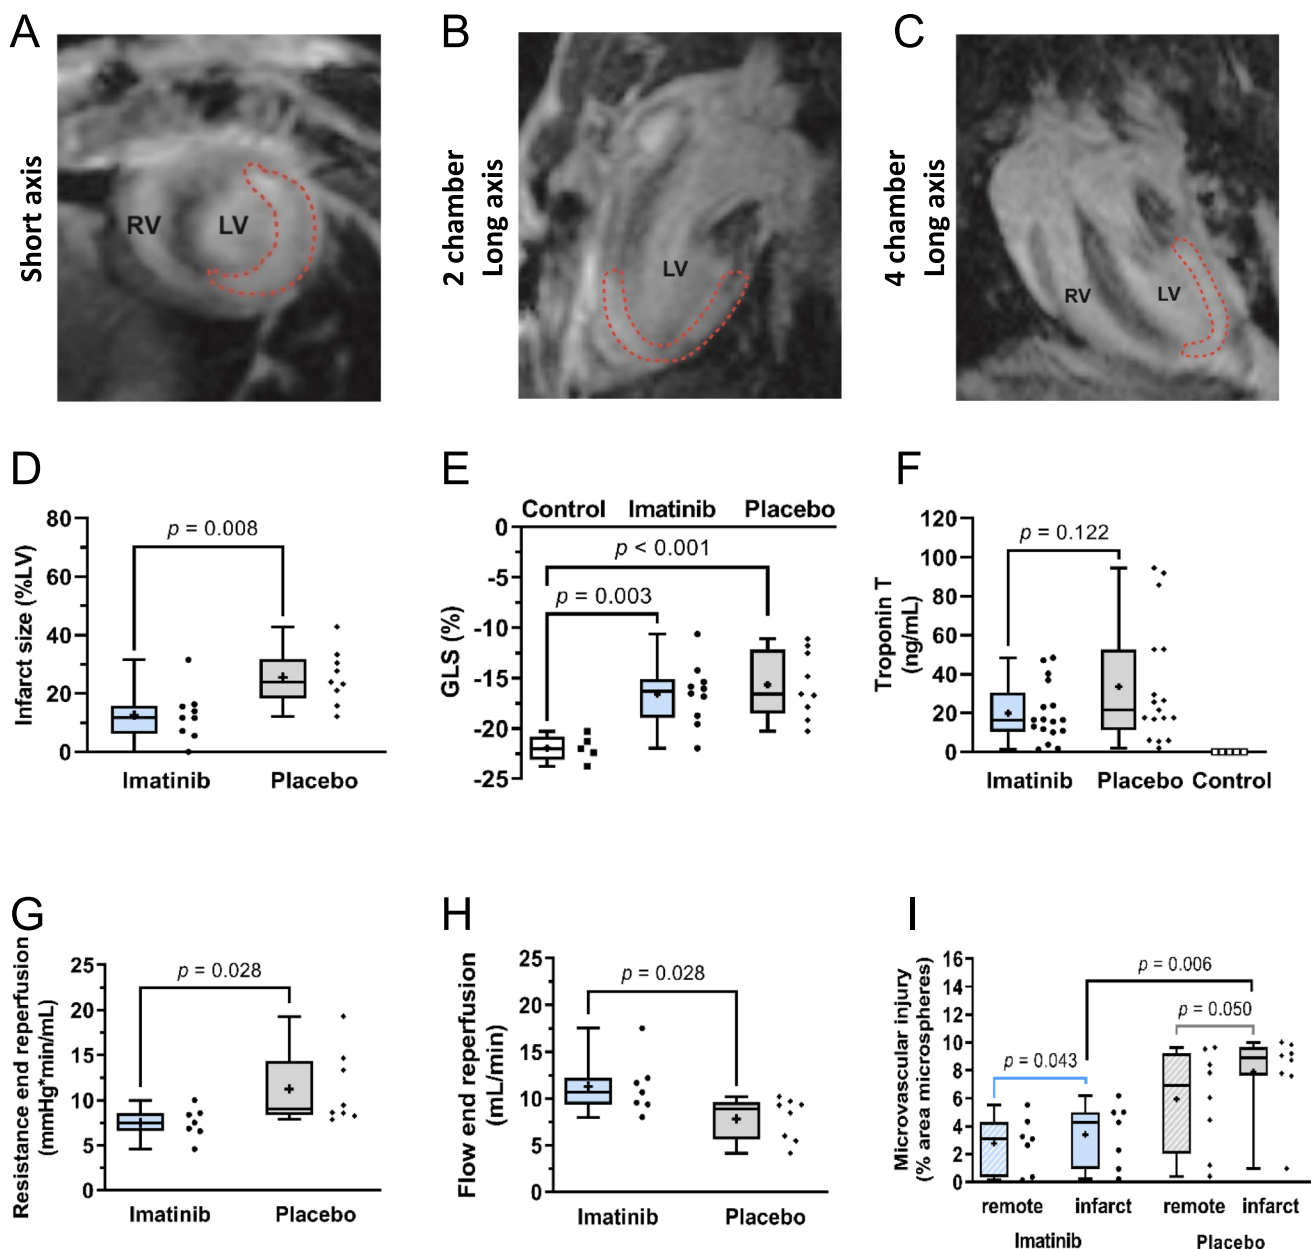 A
B
C
Short axis
RV
LV
2 chamber
Long axis
LV
4 chamber
Long axis
RV
LV
D
Infarct size (%LV)
80
60
40
20
0
p = 0.008
Imatinib
Placebo
E
Control
Imatinib
Placebo
GLS (%)
0
-5
-10
-15
-20
-25
p < 0.001
p = 0.003
F
Troponin T
(ng/mL)
120
100
80
60
40
20
0
p = 0.122
Imatinib
Placebo
Control
G
Resistance end reperfusion
(mmHg*min/mL)
25
20
15
10
5
0
p = 0.028
Imatinib
Placebo
H
Flow end reperfusion
(mL/min)
25
20
15
10
5
0
p = 0.028
Imatinib
Placebo
I
Microvascular injury
(% area microspheres)
16
14
12
10
8
6
4
2
0
p = 0.006
p = 0.050
p = 0.043
remote
infarct
remote
infarct
Imatinib
Placebo